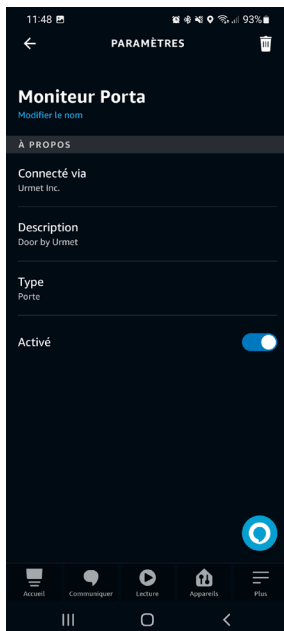 11:48 93%
PARAMÈTRES
Moniteur Porta
Modifier le nom
À PROPOS
Connecté via
Urmet Inc.
Description
Door by Urmet
Type
Porte
Activé
Accueil Communiquer Lecture Appareils Plus